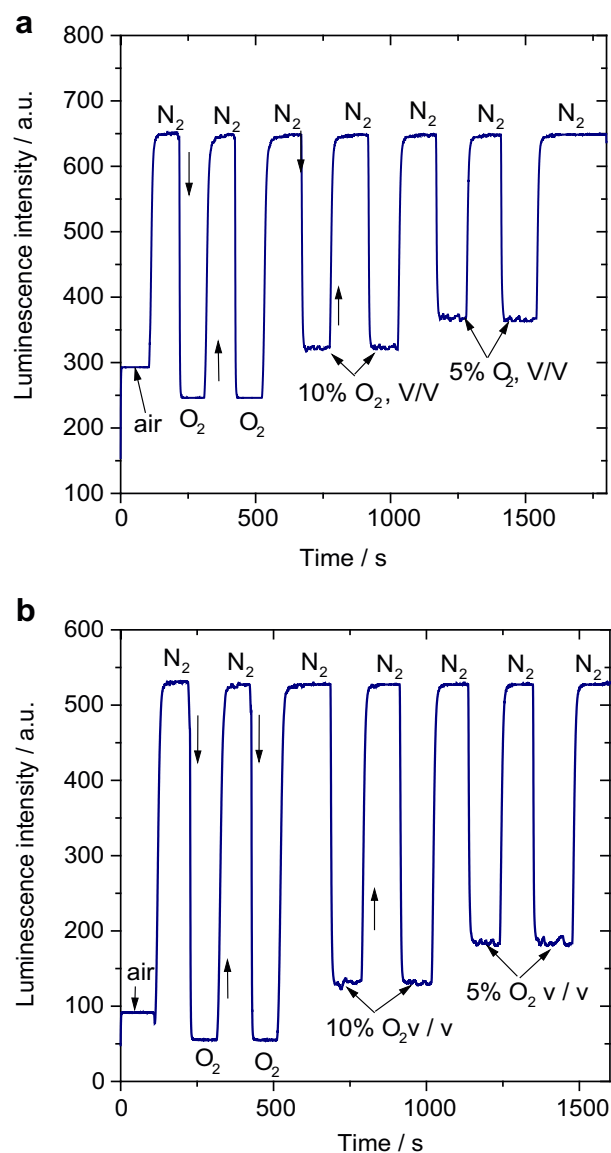 a
800
700
600
500
400
300
200
100
Luminescence intensity / a.u.
N2 N2 N2 N2 N2 N2 N2
air
O2 O2
10% O2, V/V
5% O2, V/V
0 500 1000 1500
Time / s
b
600
500
400
300
200
100
0
Luminescence intensity / a.u.
N2 N2 N2 N2 N2 N2 N2
air
O2 O2
10% O2 v / v
5% O2 v / v
0 500 1000 1500
Time / s